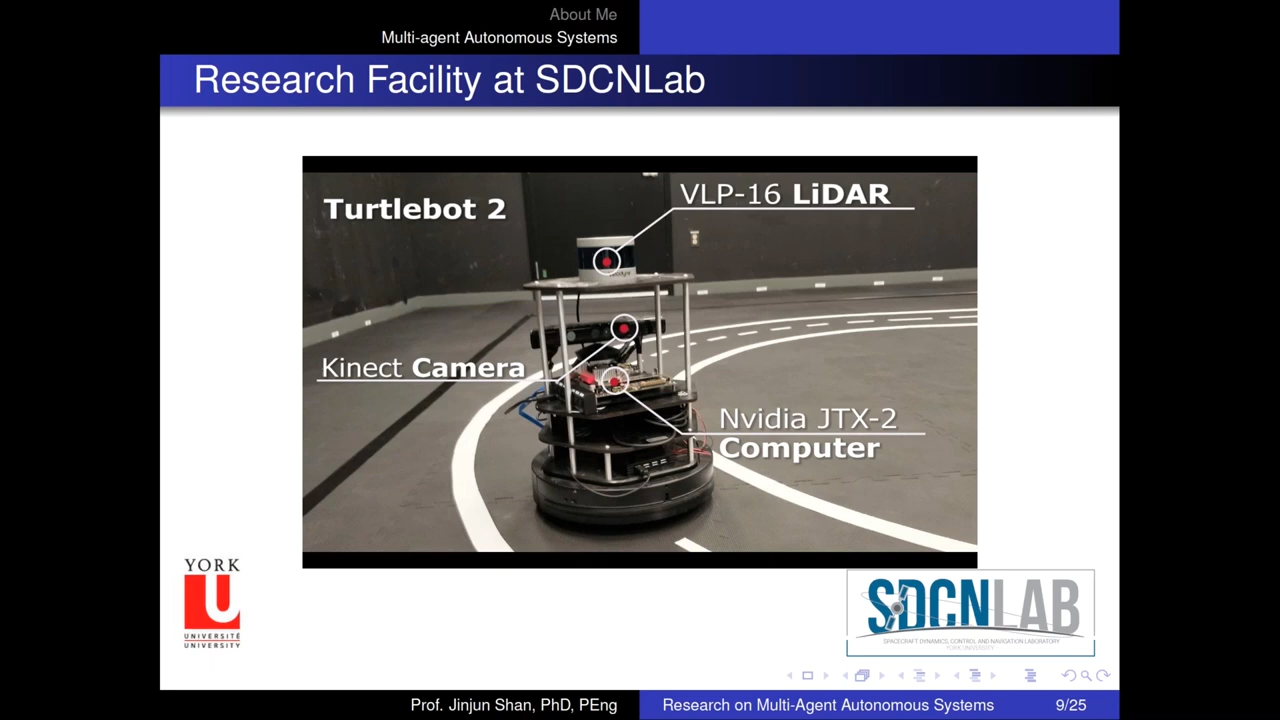 About Me
Multi-agent Autonomous Systems
Research Facility at SDCNLab
Turtlebot 2
VLP-16 LiDAR
Kinect Camera
Nvidia JTX-2
Computer
YORK
U
UNIVERSITÉ
UNIVERSITY
SDCNLAB
SPACECRAFT DYNAMICS, CONTROL AND NAVIGATION LABORATORY
YORK UNIVERSITY
Prof. Jinjun Shan, PhD, PEng
Research on Multi-Agent Autonomous Systems
9/25